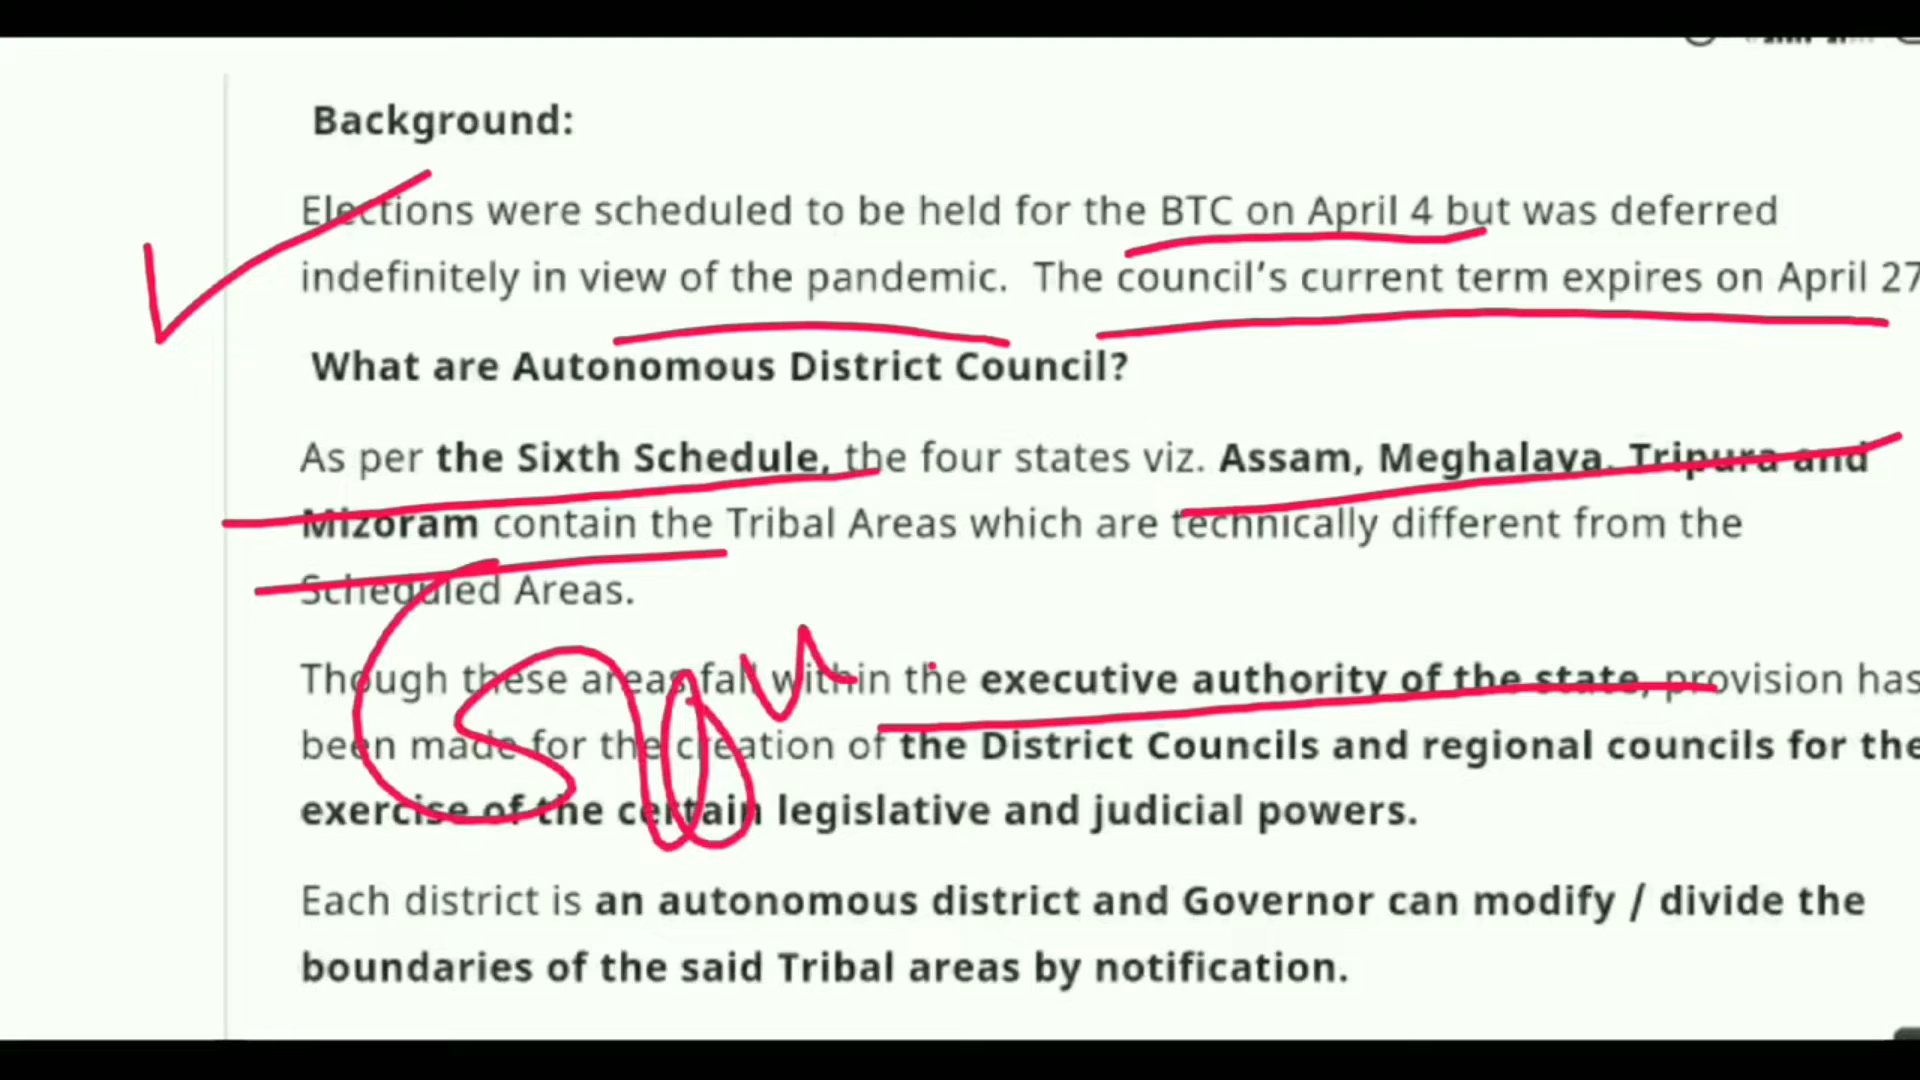 Background:
Elections were scheduled to be held for the BTC on April 4 but was deferred
indefinitely in view of the pandemic. The council’s current term expires on April 27
What are Autonomous District Council?
As per the Sixth Schedule, the four states viz. Assam, Meghalaya, Tripura and
Mizoram contain the Tribal Areas which are technically different from the
Scheduled Areas.
Though these areas fall within the executive authority of the state, provision has
been made for the creation of the District Councils and regional councils for the
exercise of the certain legislative and judicial powers.
Each district is an autonomous district and Governor can modify / divide the
boundaries of the said Tribal areas by notification.